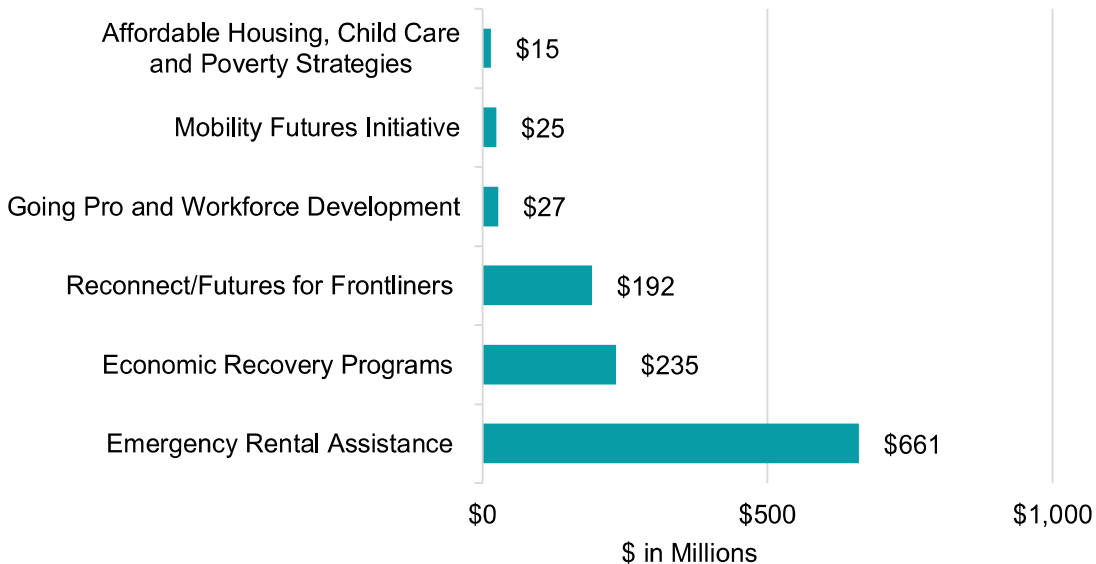 Affordable Housing, Child Care
and Poverty Strategies
$15
Mobility Futures Initiative
$25
Going Pro and Workforce Development
$27
Reconnect/Futures for Frontliners
$192
Economic Recovery Programs
$235
Emergency Rental Assistance
$661
$0
$500
$1,000
$ in Millions